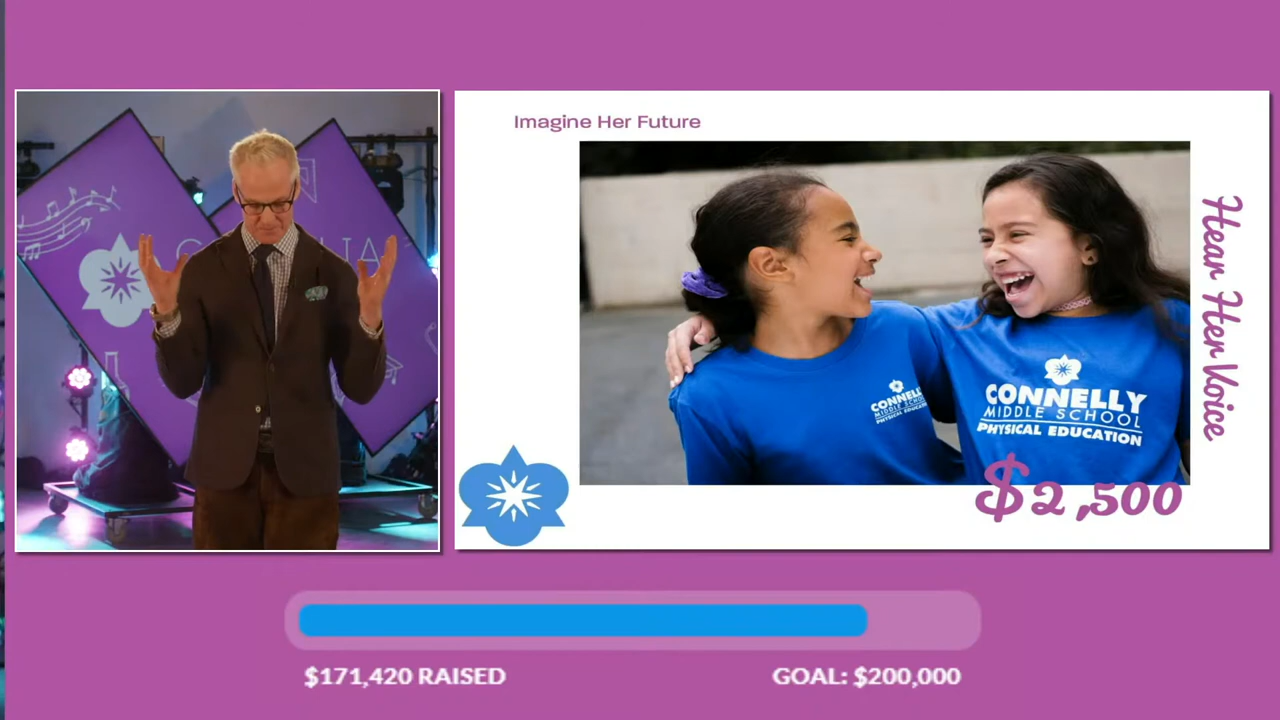 Imagine Her Future
Hear Her Voice
CONNELLY
MIDDLE SCHOOL
PHYSICAL EDUCATION
$2,500
$171,420 RAISED
GOAL: $200,000